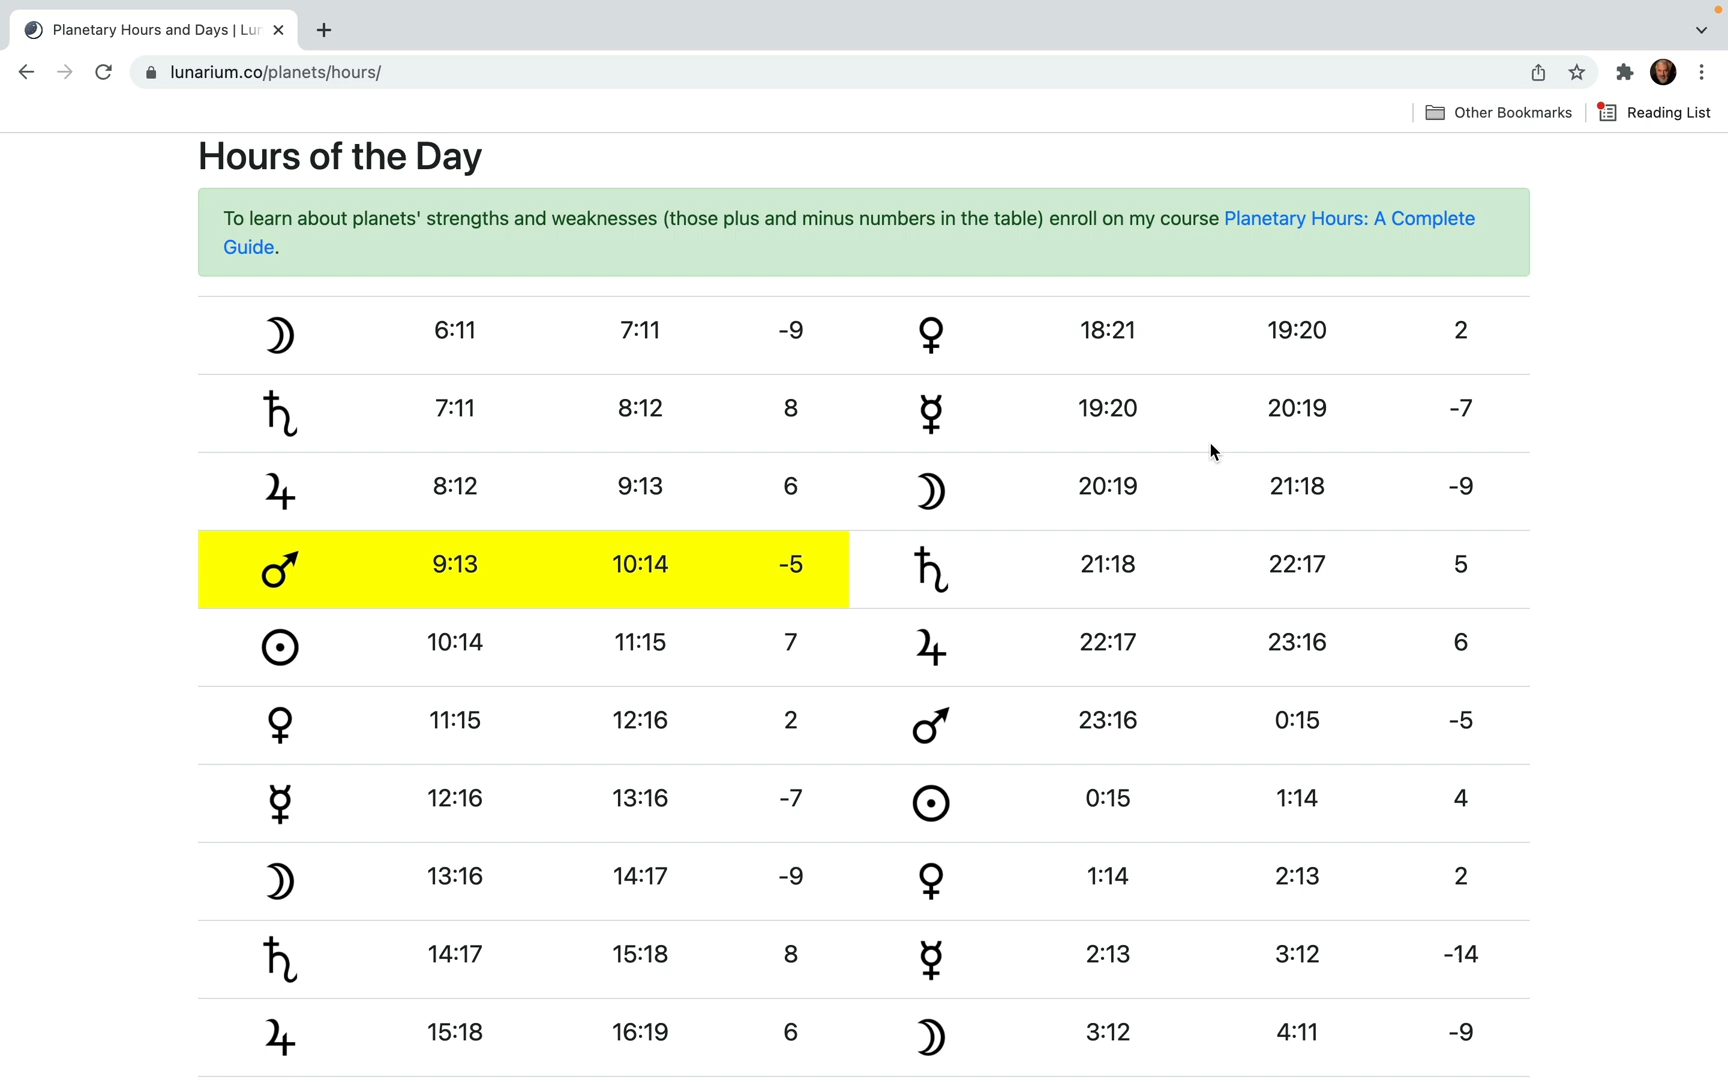 Planetary Hours and Days | Lu
lunarium.co/planets/hours/
Other Bookmarks
Reading List
Hours of the Day
To learn about planets' strengths and weaknesses (those plus and minus numbers in the table) enroll on my course Planetary Hours: A Complete
Guide.
☽ 6:11 7:11 -9 ♀ 18:21 19:20 2
♄ 7:11 8:12 8 ☿ 19:20 20:19 -7
♃ 8:12 9:13 6 ☽ 20:19 21:18 -9
♂ 9:13 10:14 -5 ♄ 21:18 22:17 5
☉ 10:14 11:15 7 ♃ 22:17 23:16 6
♀ 11:15 12:16 2 ♂ 23:16 0:15 -5
☿ 12:16 13:16 -7 ☉ 0:15 1:14 4
☽ 13:16 14:17 -9 ♀ 1:14 2:13 2
♄ 14:17 15:18 8 ☿ 2:13 3:12 -14
♃ 15:18 16:19 6 ☽ 3:12 4:11 -9